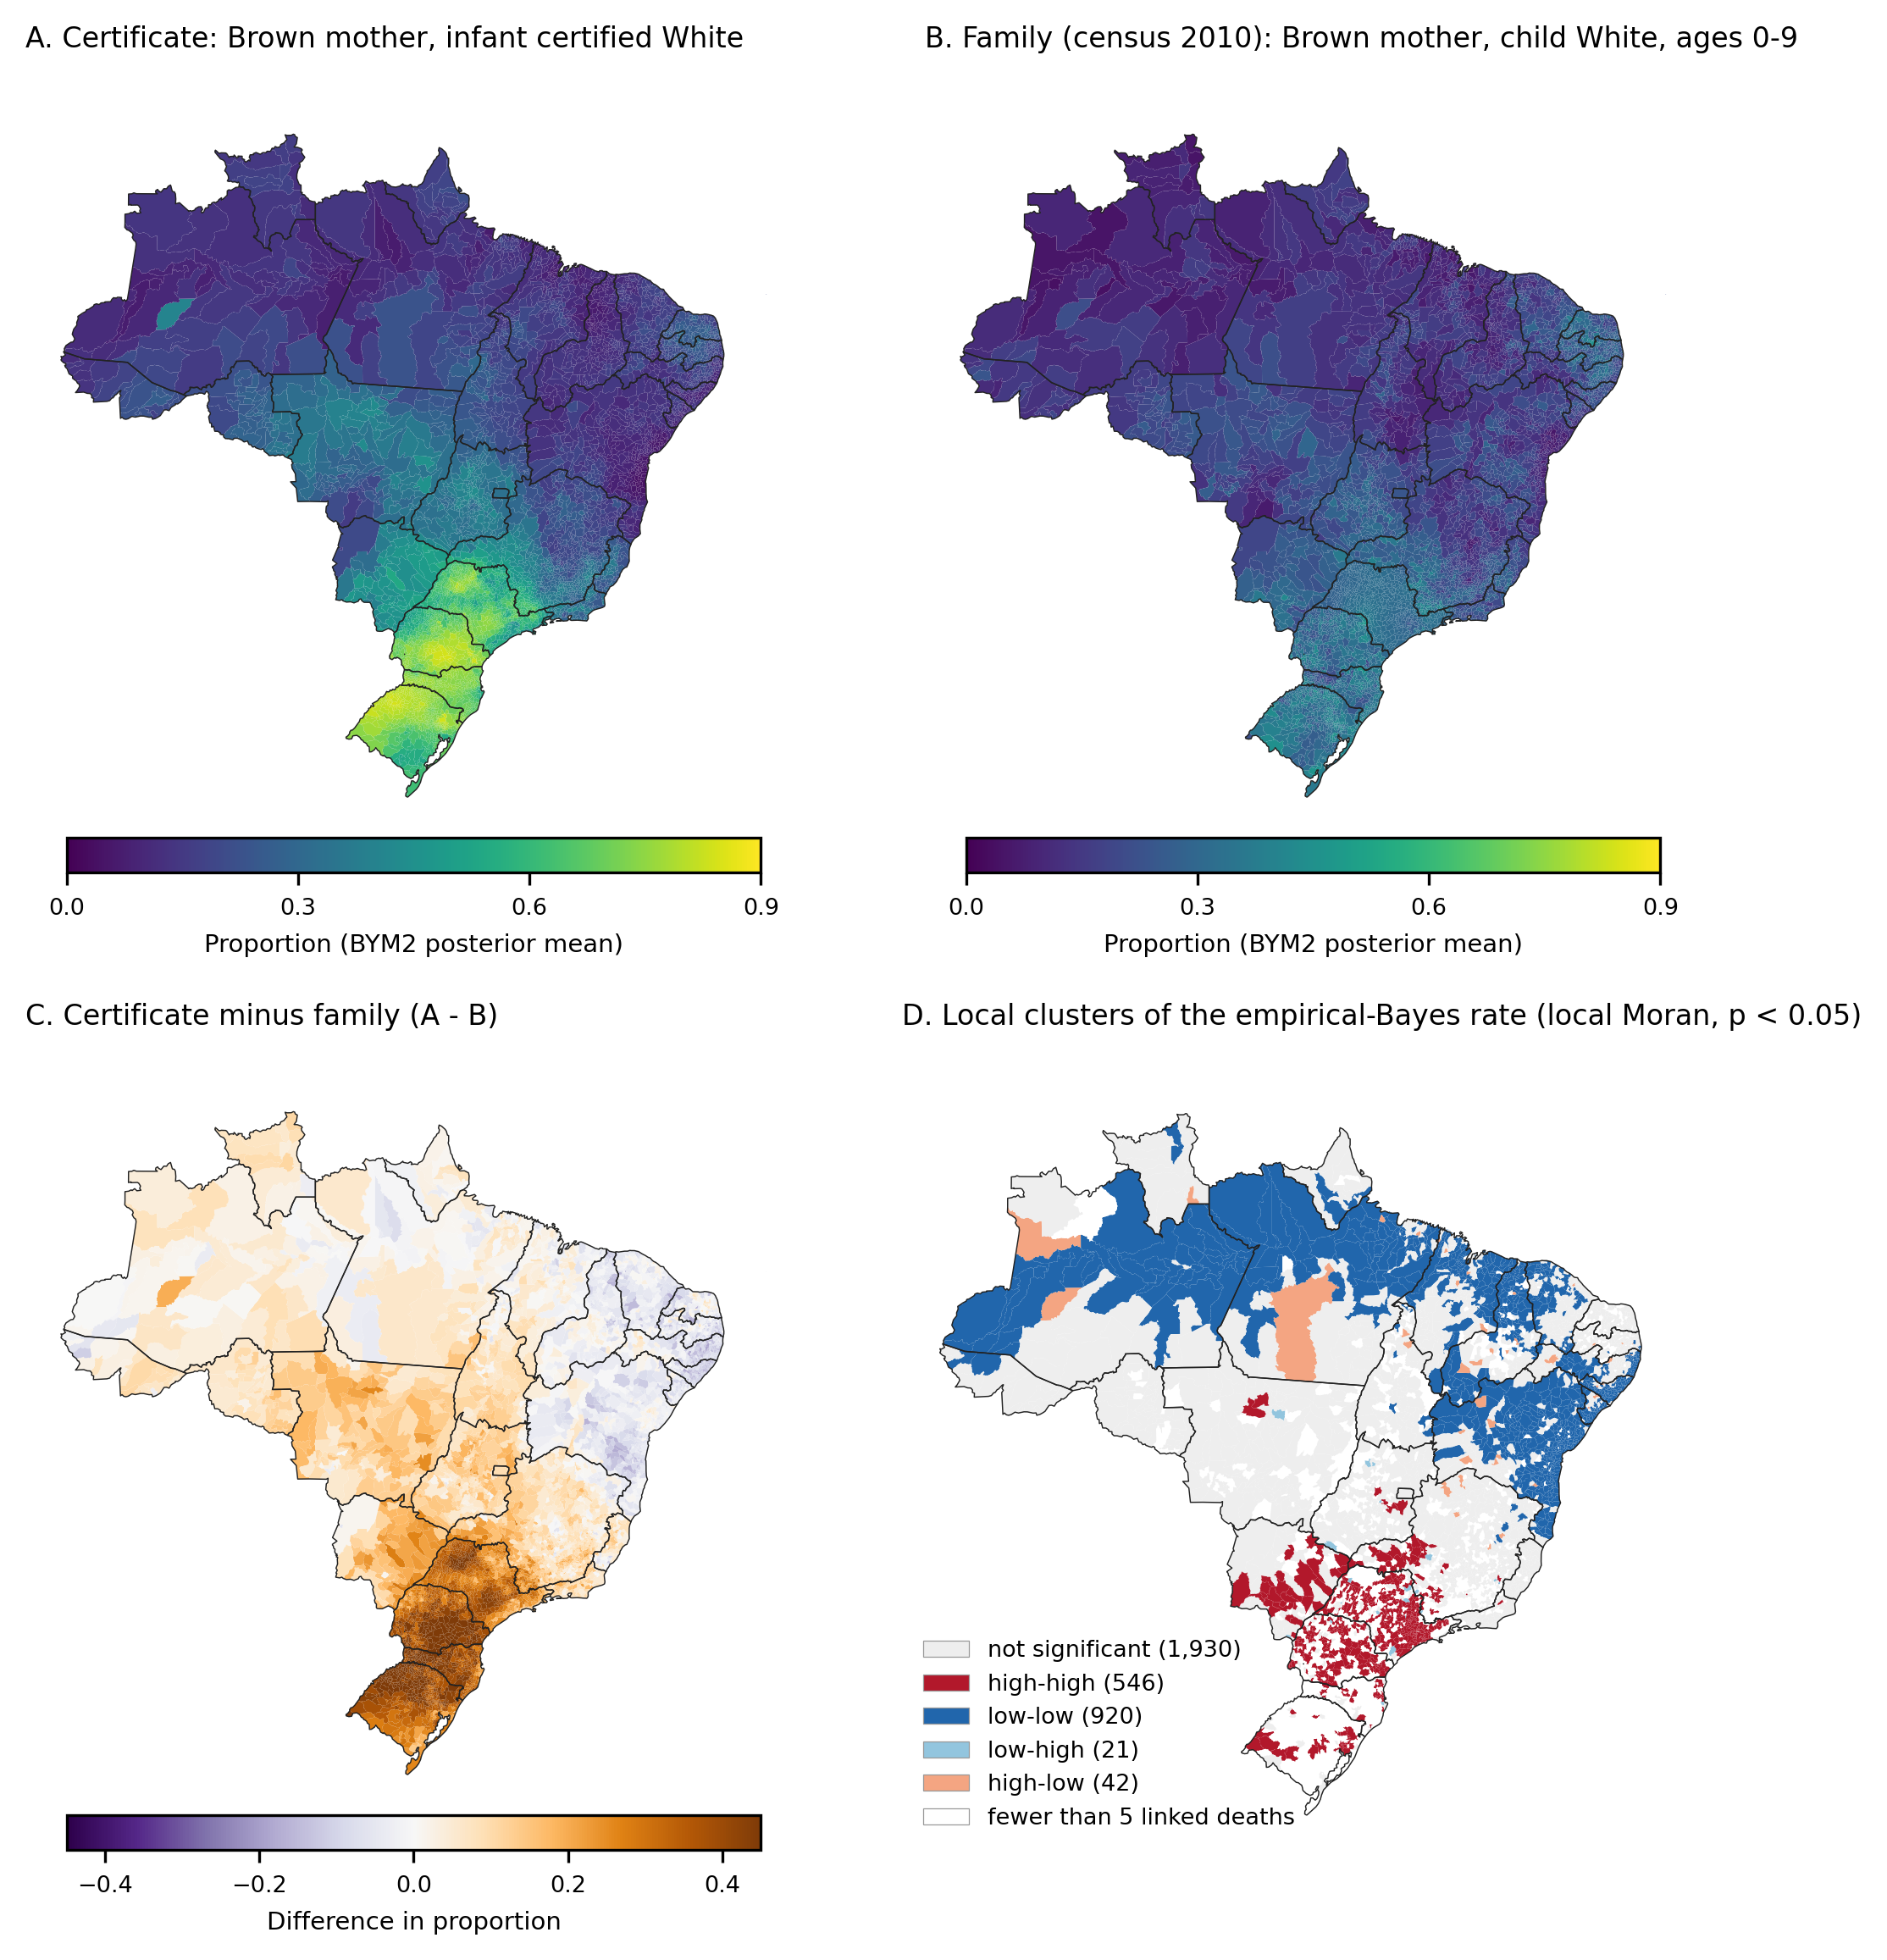 A. Certificate: Brown mother, infant certified White
B. Family (census 2010): Brown mother, child White, ages 0-9
0.0 0.3 0.6 0.9
Proportion (BYM2 posterior mean)
0.0 0.3 0.6 0.9
Proportion (BYM2 posterior mean)
C. Certificate minus family (A - B)
D. Local clusters of the empirical-Bayes rate (local Moran, p < 0.05)
not significant (1,930)
high-high (546)
low-low (920)
low-high (21)
high-low (42)
fewer than 5 linked deaths
−0.4 −0.2 0.0 0.2 0.4
Difference in proportion